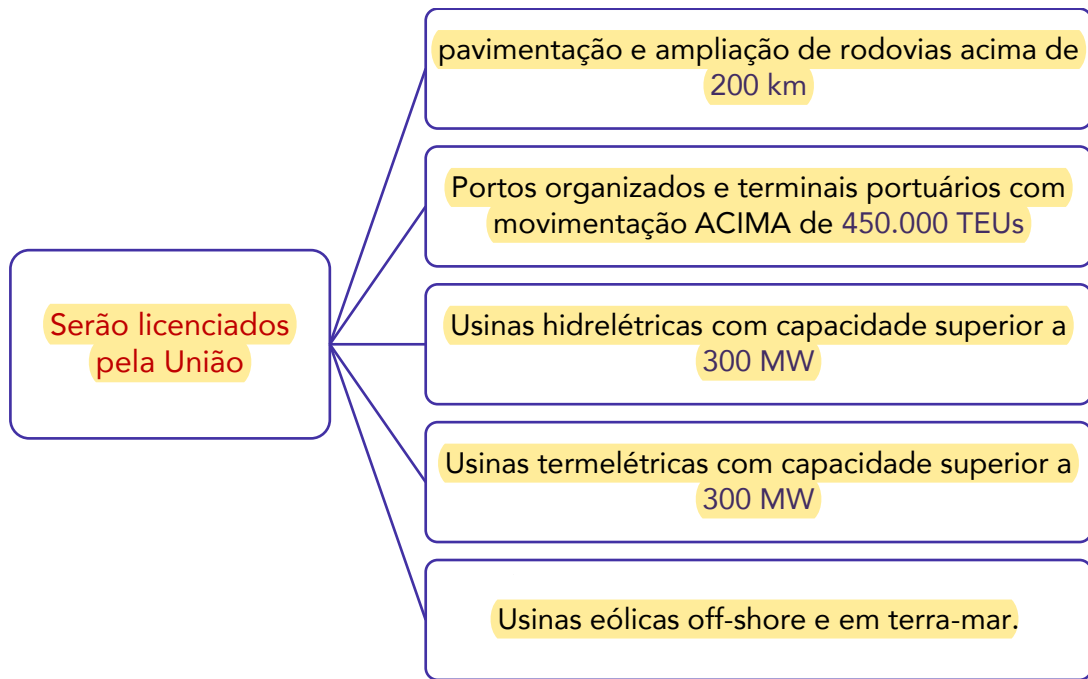 pavimentação e ampliação de rodovias acima de
200 km
Portos organizados e terminais portuários com
movimentação ACIMA de 450.000 TEUs
Serão licenciados
pela União
Usinas hidrelétricas com capacidade superior a
300 MW
Usinas termelétricas com capacidade superior a
300 MW
Usinas eólicas off-shore e em terra-mar.